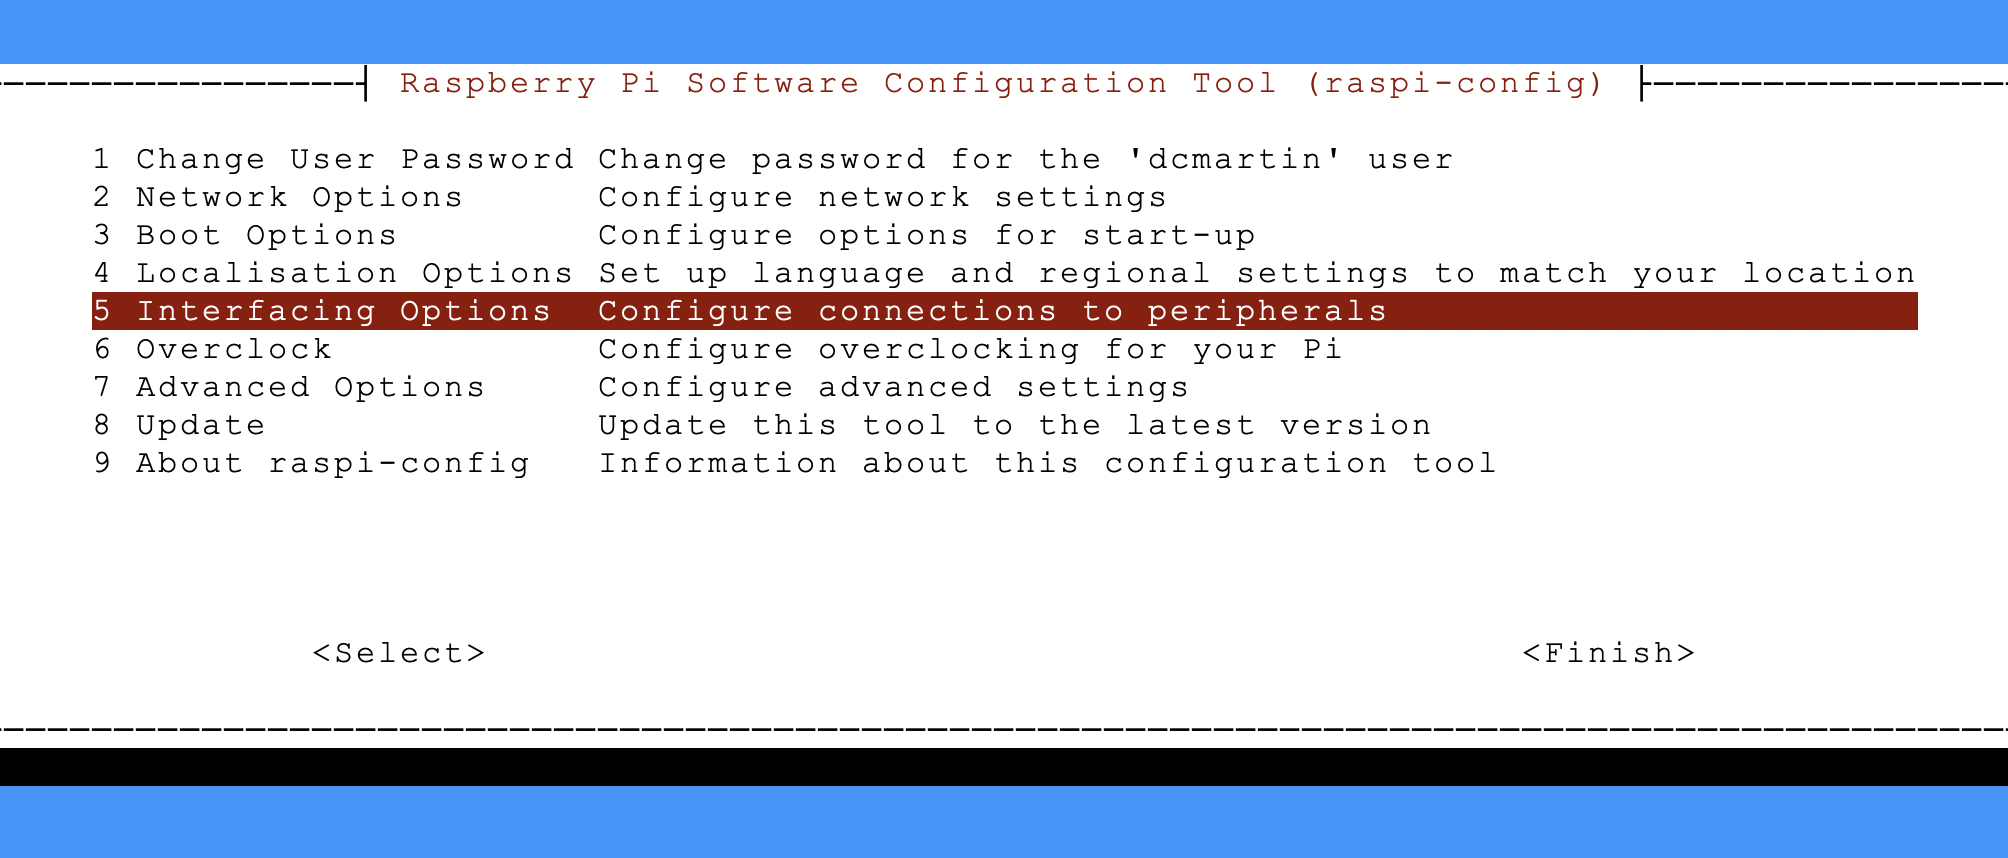 Raspberry Pi Software Configuration Tool (raspi-config)
1 Change User Password Change password for the 'dcmartin' user
2 Network Options Configure network settings
3 Boot Options Configure options for start-up
4 Localisation Options Set up language and regional settings to match your location
5 Interfacing Options Configure connections to peripherals
6 Overclock Configure overclocking for your Pi
7 Advanced Options Configure advanced settings
8 Update Update this tool to the latest version
9 About raspi-config Information about this configuration tool
<Select> <Finish>